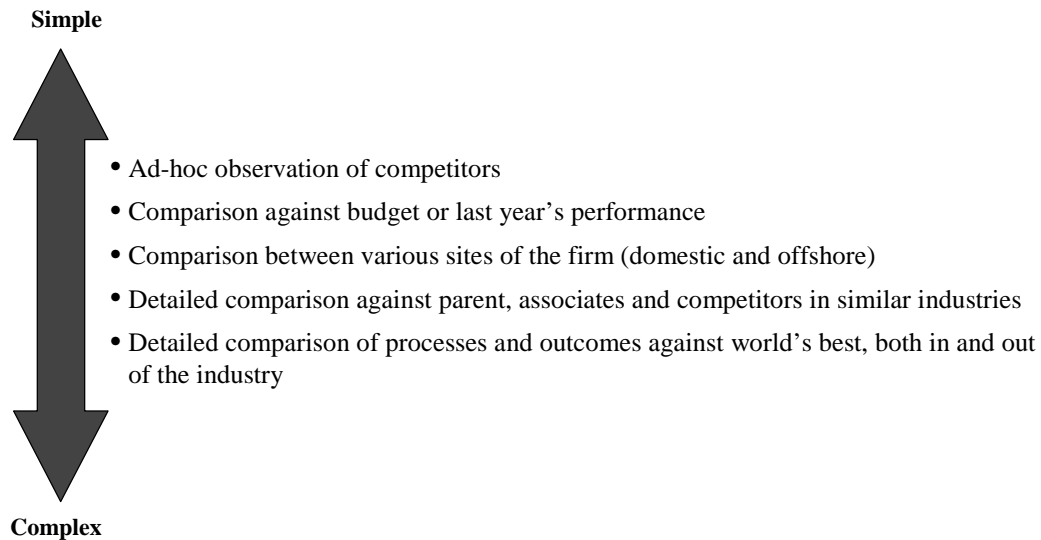 Simple
• Ad-hoc observation of competitors
• Comparison against budget or last year’s performance
• Comparison between various sites of the firm (domestic and offshore)
• Detailed comparison against parent, associates and competitors in similar industries
• Detailed comparison of processes and outcomes against world’s best, both in and out
of the industry
Complex